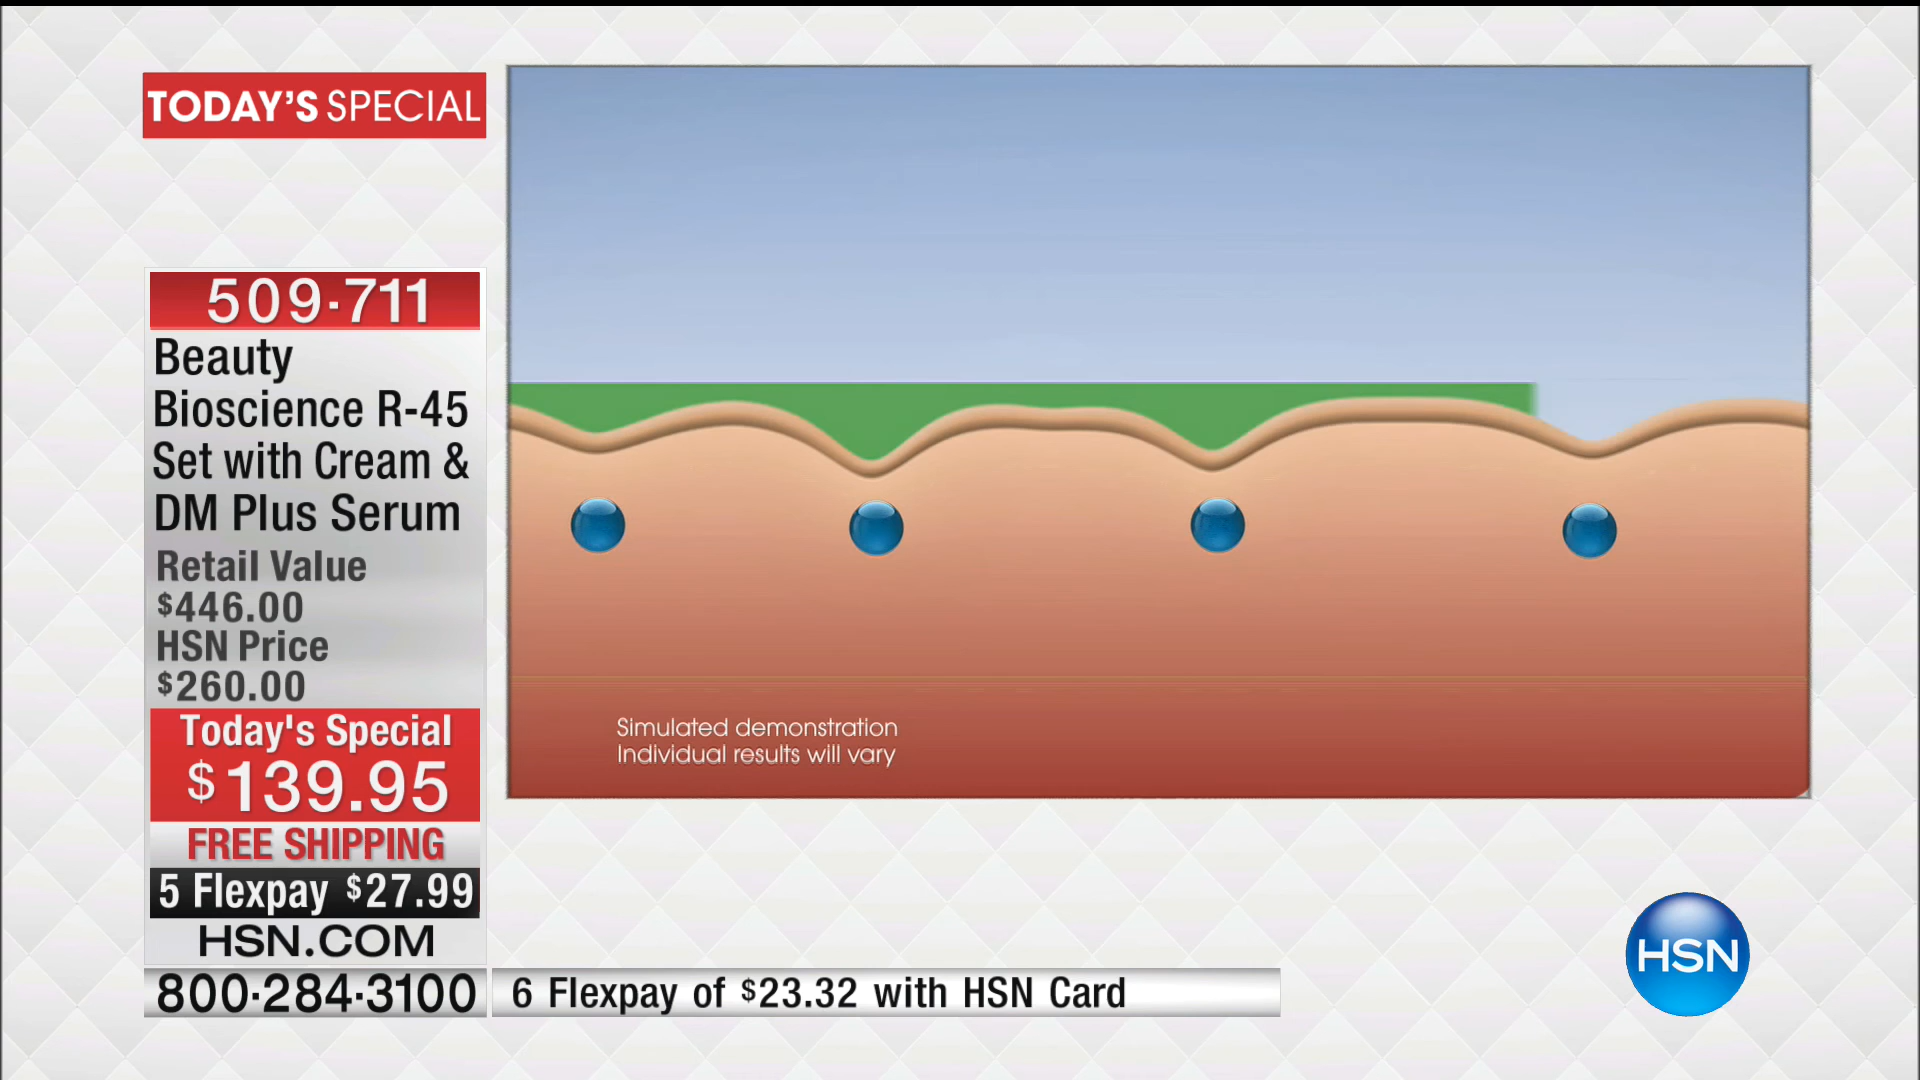 TODAY'S SPECIAL
509·711
Beauty
Bioscience R-45
Set with Cream &
DM Plus Serum
Retail Value
$446.00
HSN Price
$260.00
Today's Special
$139.95
FREE SHIPPING
5 Flexpay $27.99
HSN.COM
800·284·3100
6 Flexpay of $23.32 with HSN Card
Simulated demonstration
Individual results will vary
HSN